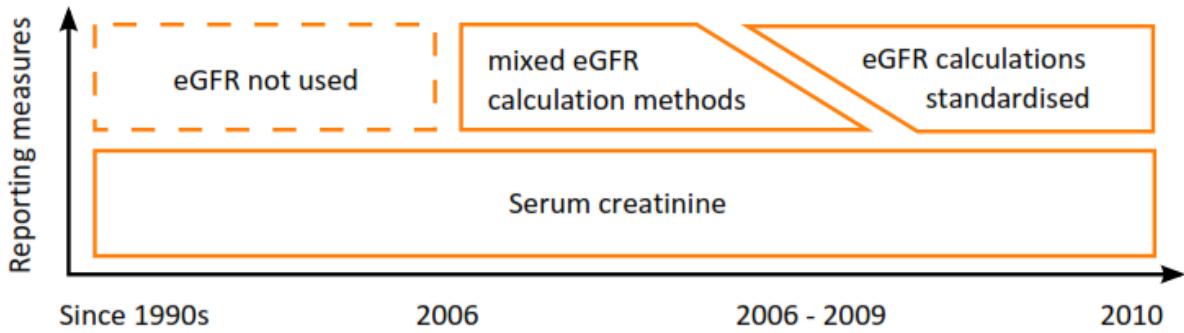 Reporting measures
eGFR not used
mixed eGFR
calculation methods
eGFR calculations
standardised
Serum creatinine
Since 1990s
2006
2006 - 2009
2010